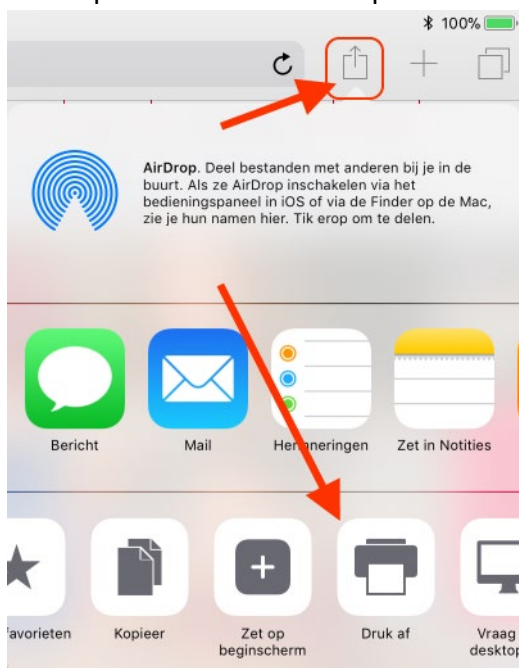 100%
AirDrop. Deel bestanden met anderen bij je in de
buurt. Als ze AirDrop inschakelen via het
bedieningspaneel in iOS of via de Finder op de Mac,
zie je hun namen hier. Tik erop om te delen.
Bericht
Mail
Herinneringen
Zet in Notities
favorieten
Kopieer
Zet op
beginscherm
Druk af
Vraag
desktop